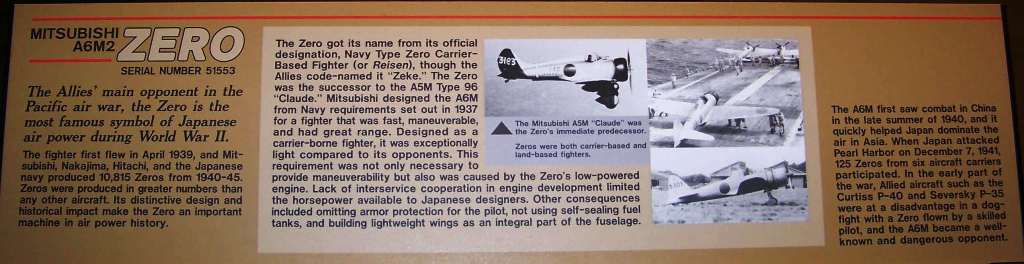 MITSUBISHI
A6M2
ZERO
SERIAL NUMBER 51553
The Allies' main opponent in the
Pacific air war, the Zero is the
most famous symbol of Japanese
air power during World War II.
The fighter first flew in April 1939, and Mit-
subishi, Nakajima, Hitachi, and the Japanese
navy produced 10,815 Zeros from 1940-45.
Zeros were produced in greater numbers than
any other aircraft. Its distinctive design and
historical impact make the Zero an important
machine in air power history.
The Zero got its name from its official
designation, Navy Type Zero Carrier-
Based Fighter (or Reisen), though the
Allies code-named it "Zeke." The Zero
was the successor to the A5M Type 96
"Claude." Mitsubishi designed the A6M
from Navy requirements set out in 1937
for a fighter that was fast, maneuverable,
and had great range. Designed as a
carrier-borne fighter, it was exceptionally
light compared to its opponents. This
requirement was not only necessary to
provide maneuverability but also was caused by the Zero's low-powered
engine. Lack of interservice cooperation in engine development limited
the horsepower available to Japanese designers. Other consequences
included omitting armor protection for the pilot, not using self-sealing fuel
tanks, and building lightweight wings as an integral part of the fuselage.
The Mitsubishi A5M "Claude" was
the Zero's immediate predecessor.
Zeros were both carrier-based and
land-based fighters.
The A6M first saw combat in China
in the late summer of 1940, and it
quickly helped Japan dominate the
air in Asia. When Japan attacked
Pearl Harbor on December 7, 1941,
125 Zeros from six aircraft carriers
participated. In the early part of
the war, Allied aircraft such as the
Curtiss P-40 and Seversky P-35
were at a disadvantage in a dog-
fight with a Zero flown by a skilled
pilot, and the A6M became a well-
known and dangerous opponent.